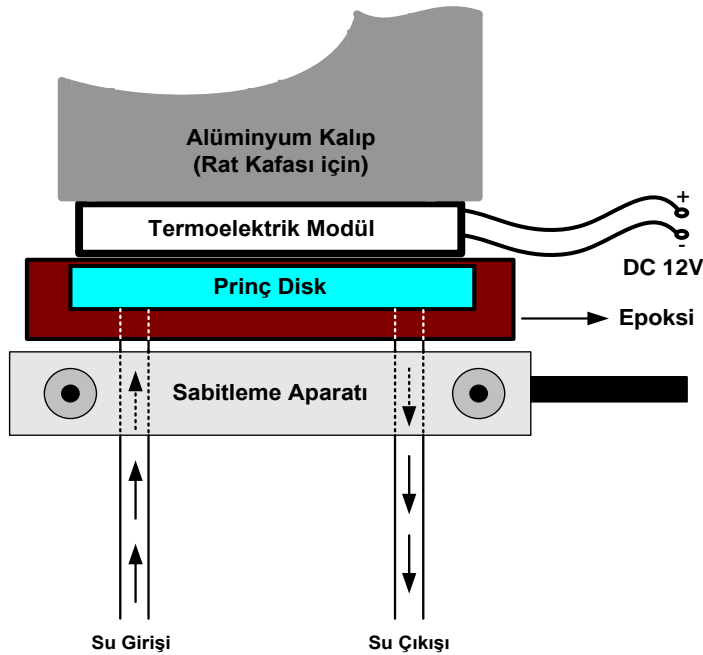 Alüminyum Kalıp
(Rat Kafası için)
Termoelektrik Modül
+
-
DC 12V
Prinç Disk
Epoksi
Sabitleme Aparatı
Su Girişi
Su Çıkışı